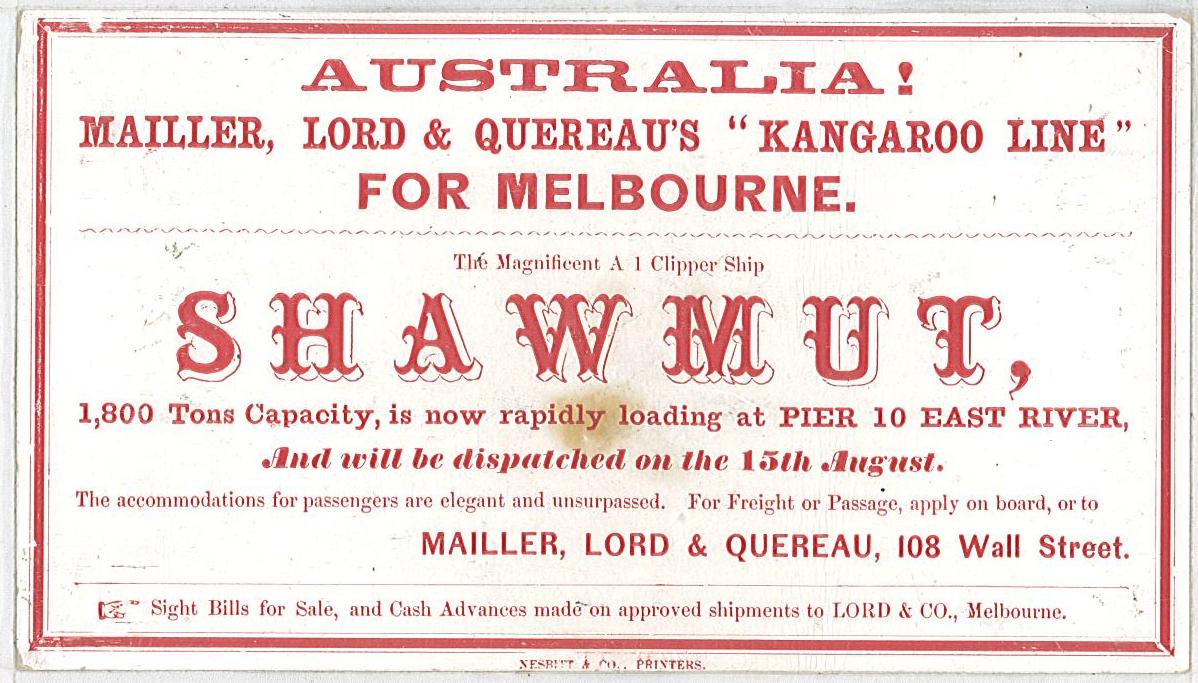 AUSTRALIA!
MAILLER, LORD & QUEREAU'S "KANGAROO LINE"
FOR MELBOURNE.
The Magnificent A 1 Clipper Ship
SHAWMUT,
1,800 Tons Capacity, is now rapidly loading at PIER 10 EAST RIVER,
And will be dispatched on the 15th August.
The accommodations for passengers are elegant and unsurpassed. For Freight or Passage, apply on board, or to
MAILLER, LORD & QUEREAU, 108 Wall Street.
☞ Sight Bills for Sale, and Cash Advances made on approved shipments to LORD & CO., Melbourne.
NESBITT & CO., PRINTERS.